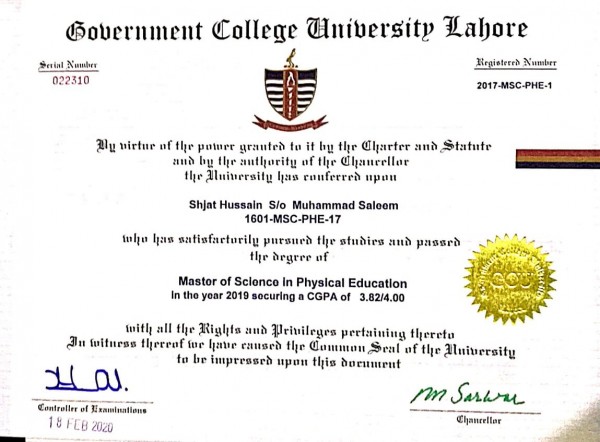 Government College University Lahore
Serial Number
022310
Registered Number
2017-MSC-PHE-1
By virtue of the power granted to it by the Charter and Statute
and by the authority of the Chancellor
the University has conferred upon
Shjat Hussain S/o Muhammad Saleem
1601-MSC-PHE-17
who has satisfactorily pursued the studies and passed
the degree of
Master of Science in Physical Education
In the year 2019 securing a CGPA of 3.82/4.00
GCU
with all the Rights and Privileges pertaining thereto
In witness thereof we have caused the Common Seal of the University
to be impressed upon this document
Controller of Examinations
18 FEB 2020
M Sarwar
Chancellor